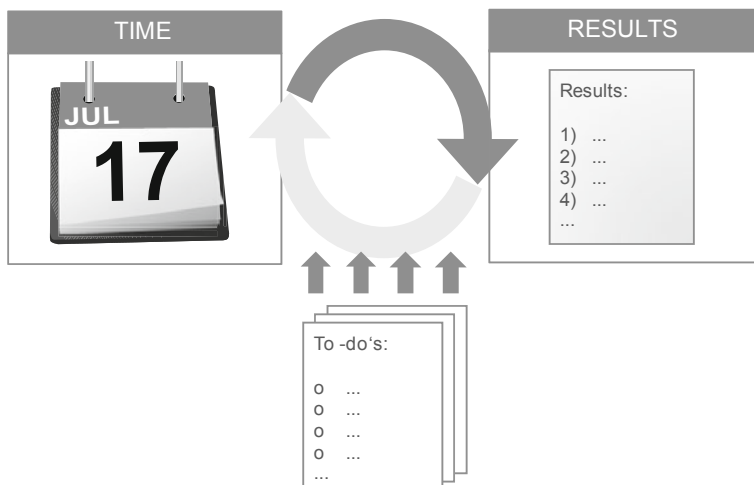 TIME
JUL
17
RESULTS
Results:
1) ...
2) ...
3) ...
4) ...
...
To -do‘s:
o ...
o ...
o ...
o ...
...